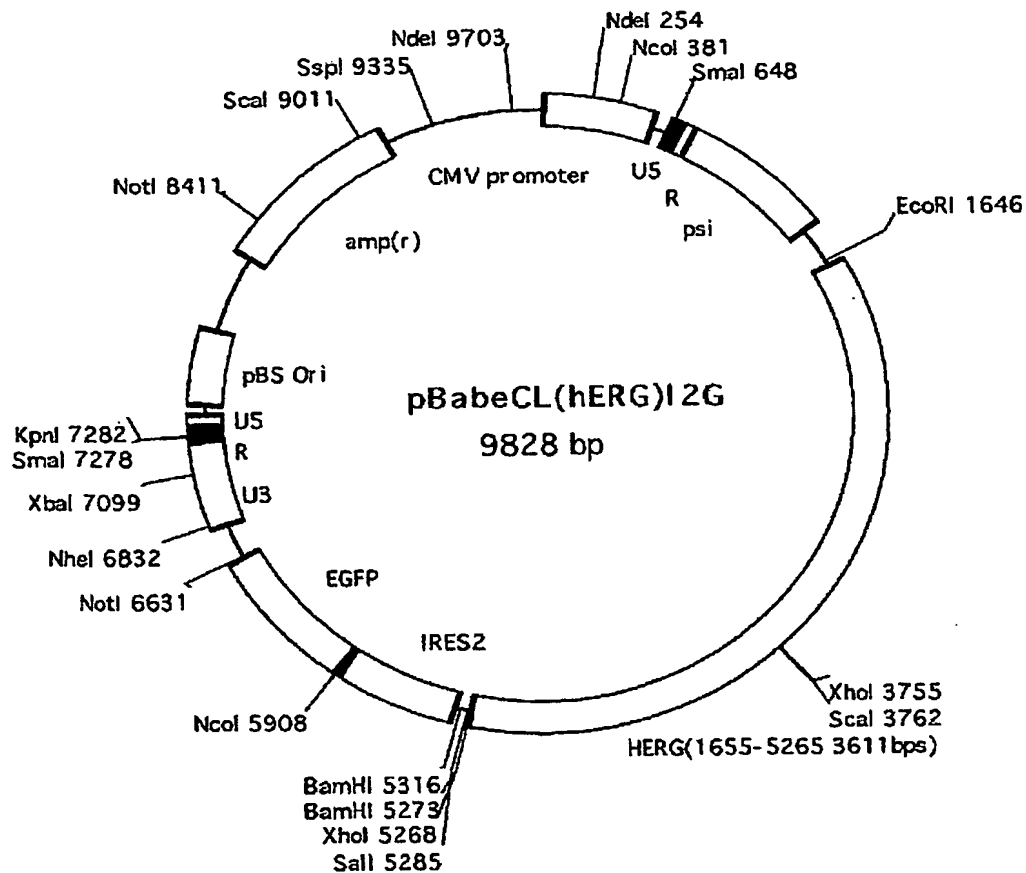 NdeI 254
NdeI 9703
NcoI 381
SspI 9335
SmaI 648
ScaI 9011
CMV promoter
U5
R
NotI 8411
EcoRI 1646
psi
amp(r)
pBS Ori
pBabeCL(hERG)I2G
9828 bp
U5
KpnI 7282
SmaI 7278
R
XbaI 7099
U3
NheI 6832
EGFP
NotI 6631
IRES2
XhoI 3755
NcoI 5908
ScaI 3762
HERG(1655-5265 3611bps)
BamHI 5316
BamHI 5273
XhoI 5268
SalI 5285